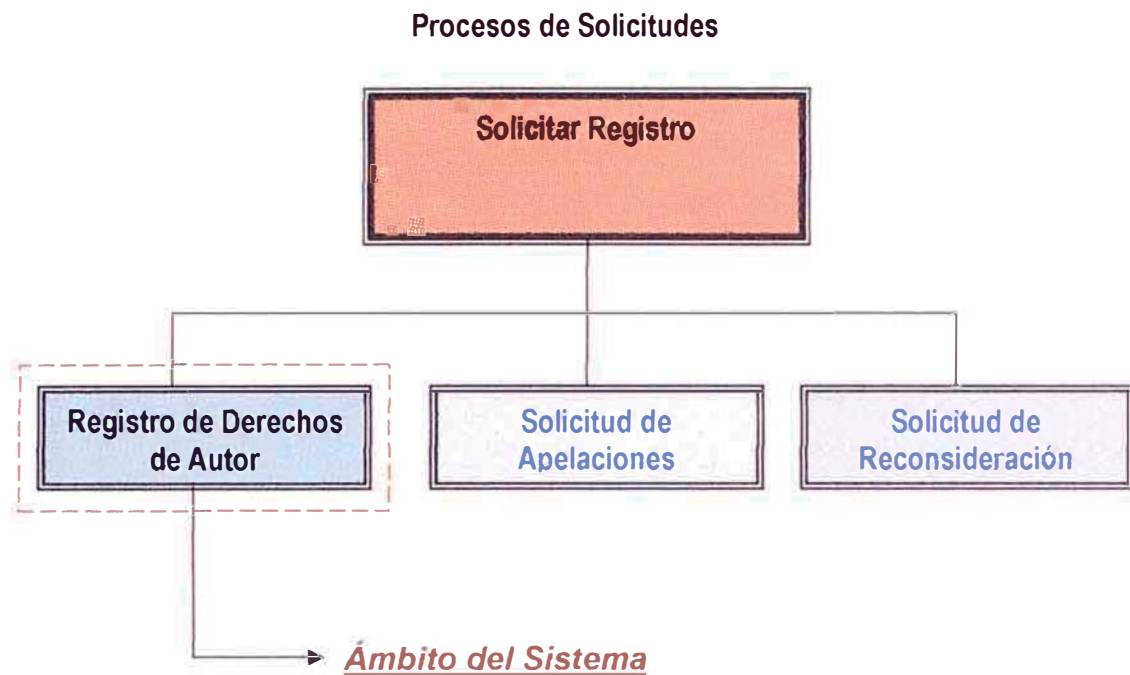 Procesos de Solicitudes
Solicitar Registro
Registro de Derechos
de Autor
Solicitud de
Apelaciones
Solicitud de
Reconsideración
Ámbito del Sistema